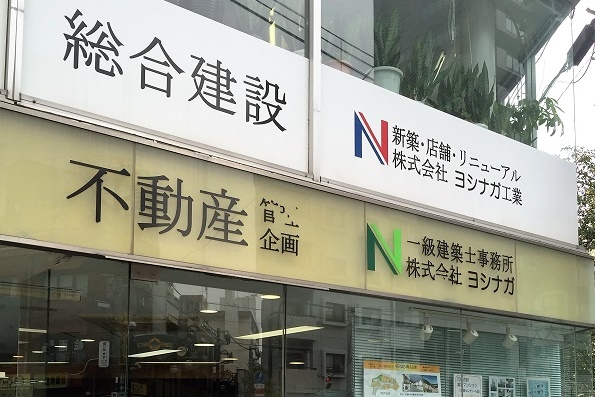 総合建設
新築・店舗・リニューアル
株式会社 ヨシナガ工業
不動産
企画
一級建築士事務所
株式会社 ヨシナガ